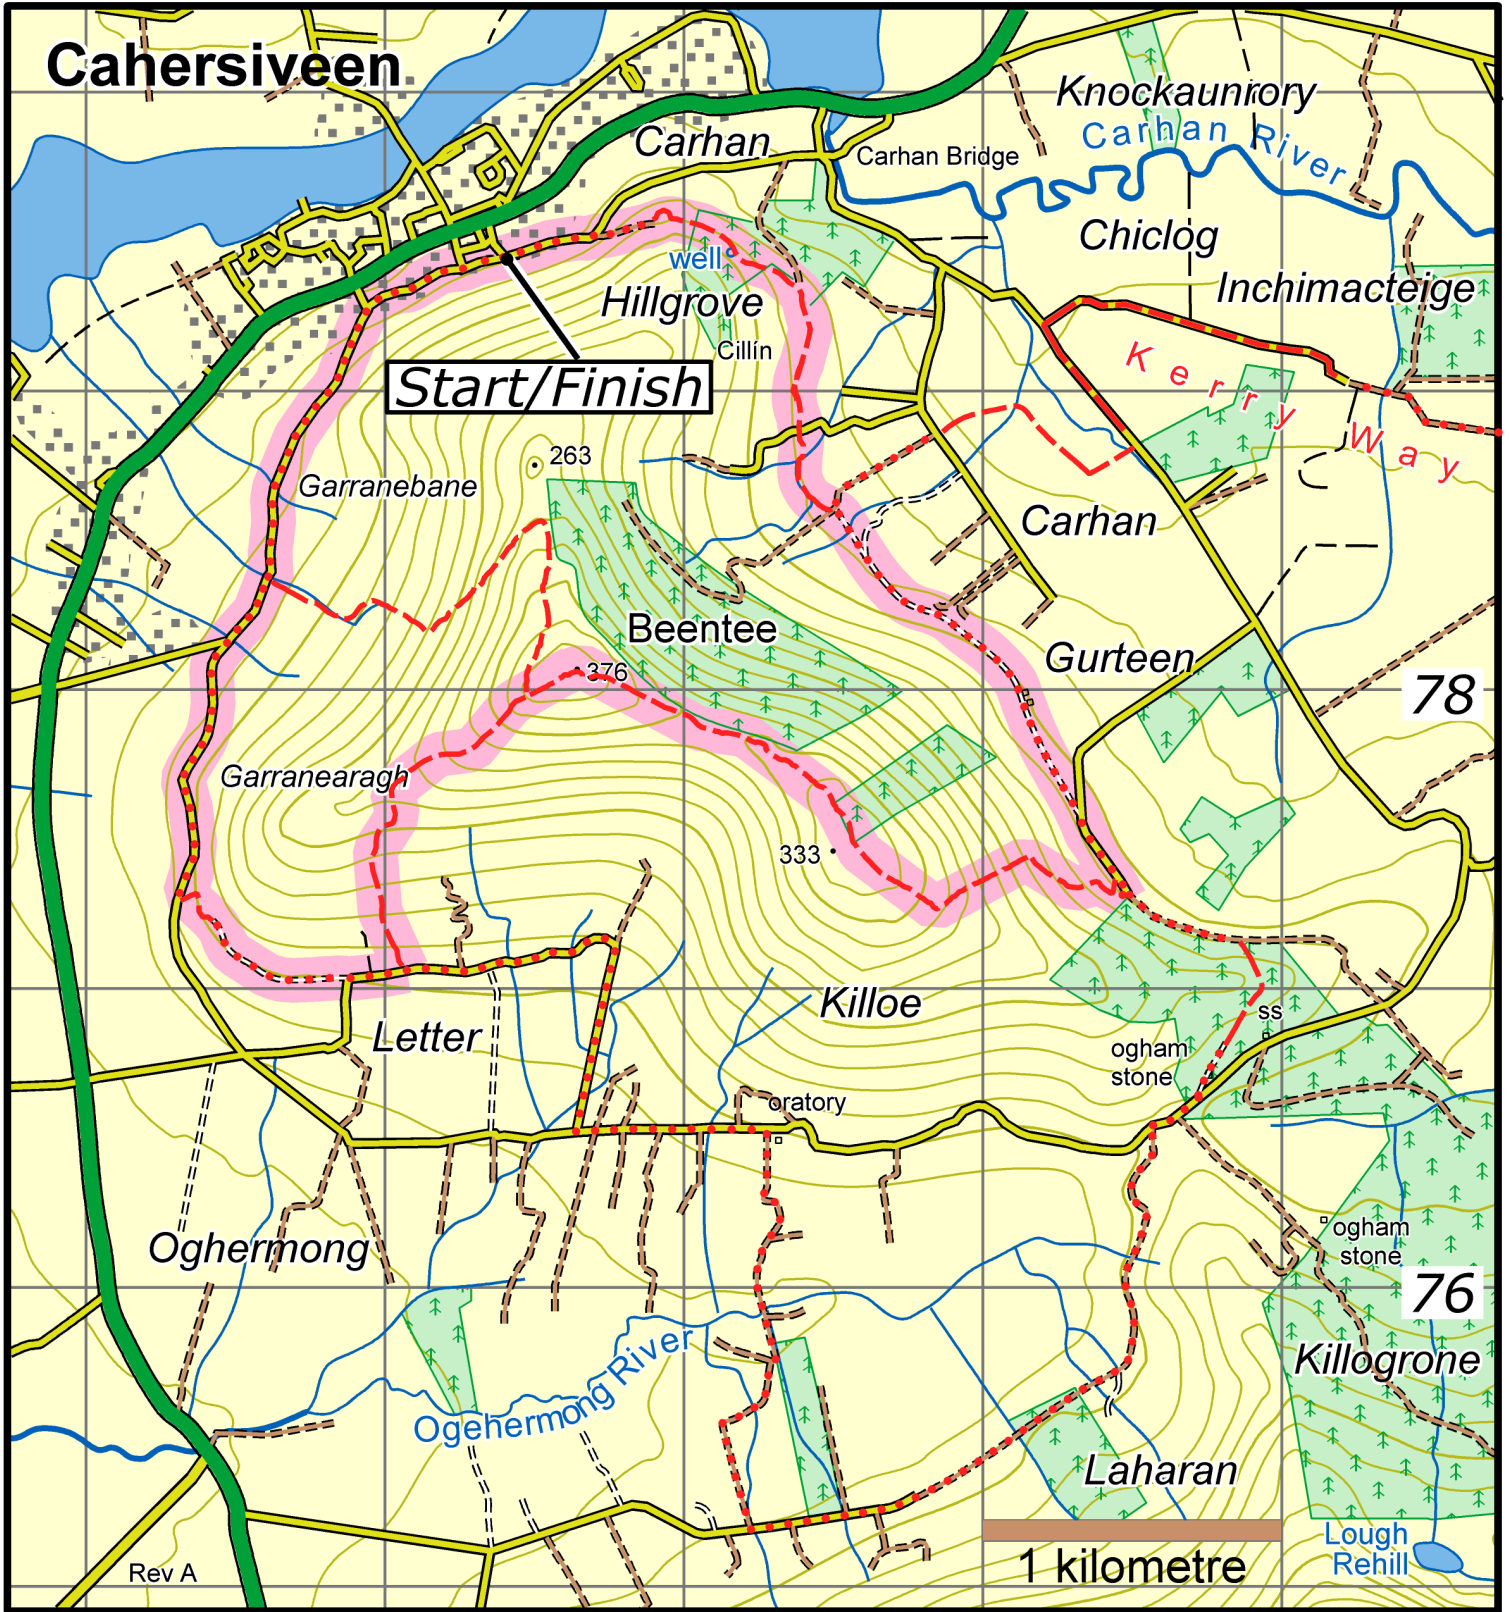 Cahersiveen
Knockaunrory
Carhan River
Carhan
Carhan Bridge
Chiclog
well
Inchimacteige
Hillgrove
Cillín
Kerry Way
Start/Finish
263
Garranebane
Carhan
Beentee
Gurteen
376
78
Garranearagh
333
Killoe
ss
Letter
ogham
stone
oratory
ogham
stone
Oghermong
76
Killogrone
Ogehermong River
Laharan
Lough
Rehill
1 kilometre
Rev A